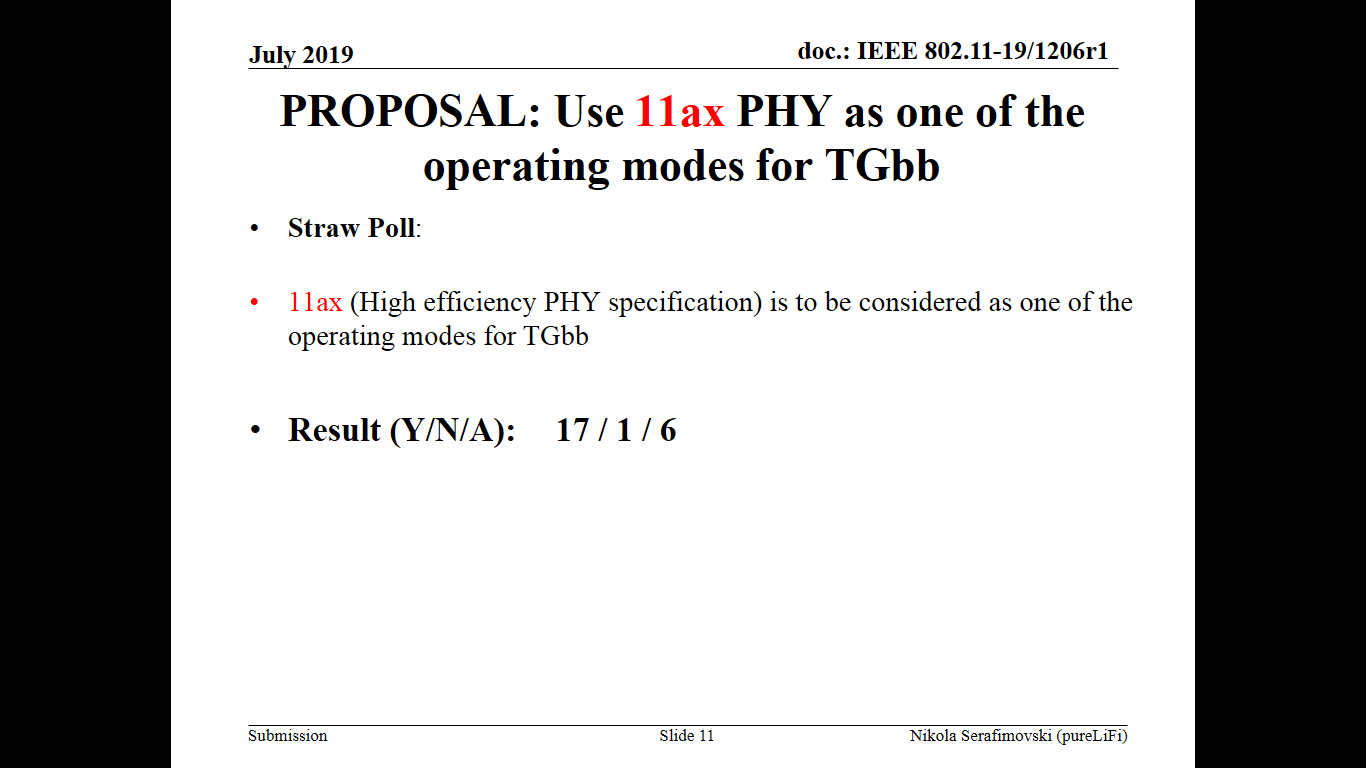 July 2019 doc.: IEEE 802.11-19/1206r1
PROPOSAL: Use 11ax PHY as one of the
operating modes for TGbb
• Straw Poll:
• 11ax (High efficiency PHY specification) is to be considered as one of the
operating modes for TGbb
• Result (Y/N/A): 17 / 1 / 6
Submission Slide 11 Nikola Serafimovski (pureLiFi)